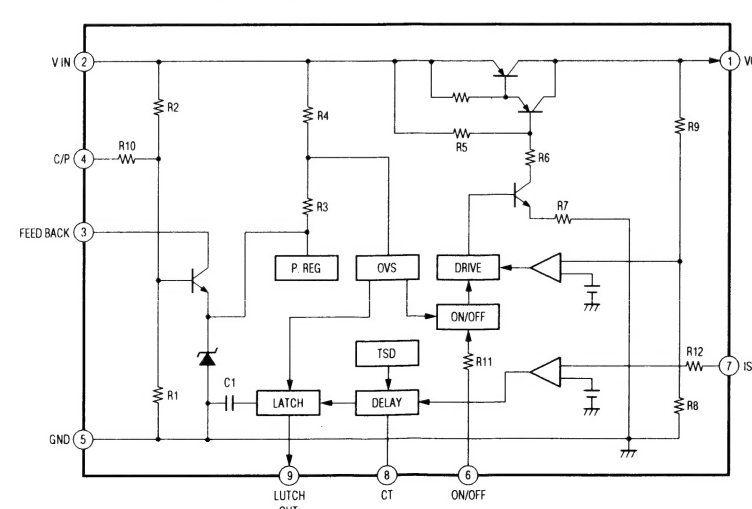 V IN 2
1
R2
R4
R9
R10
C/P 4
R5
R6
R3
R7
FEED BACK 3
P. REG
OVS
DRIVE
ON/OFF
TSD
R11
R12
7 IS
C1
R1
LATCH
DELAY
R8
GND 5
9
8
6
LUTCH
CT
ON/OFF